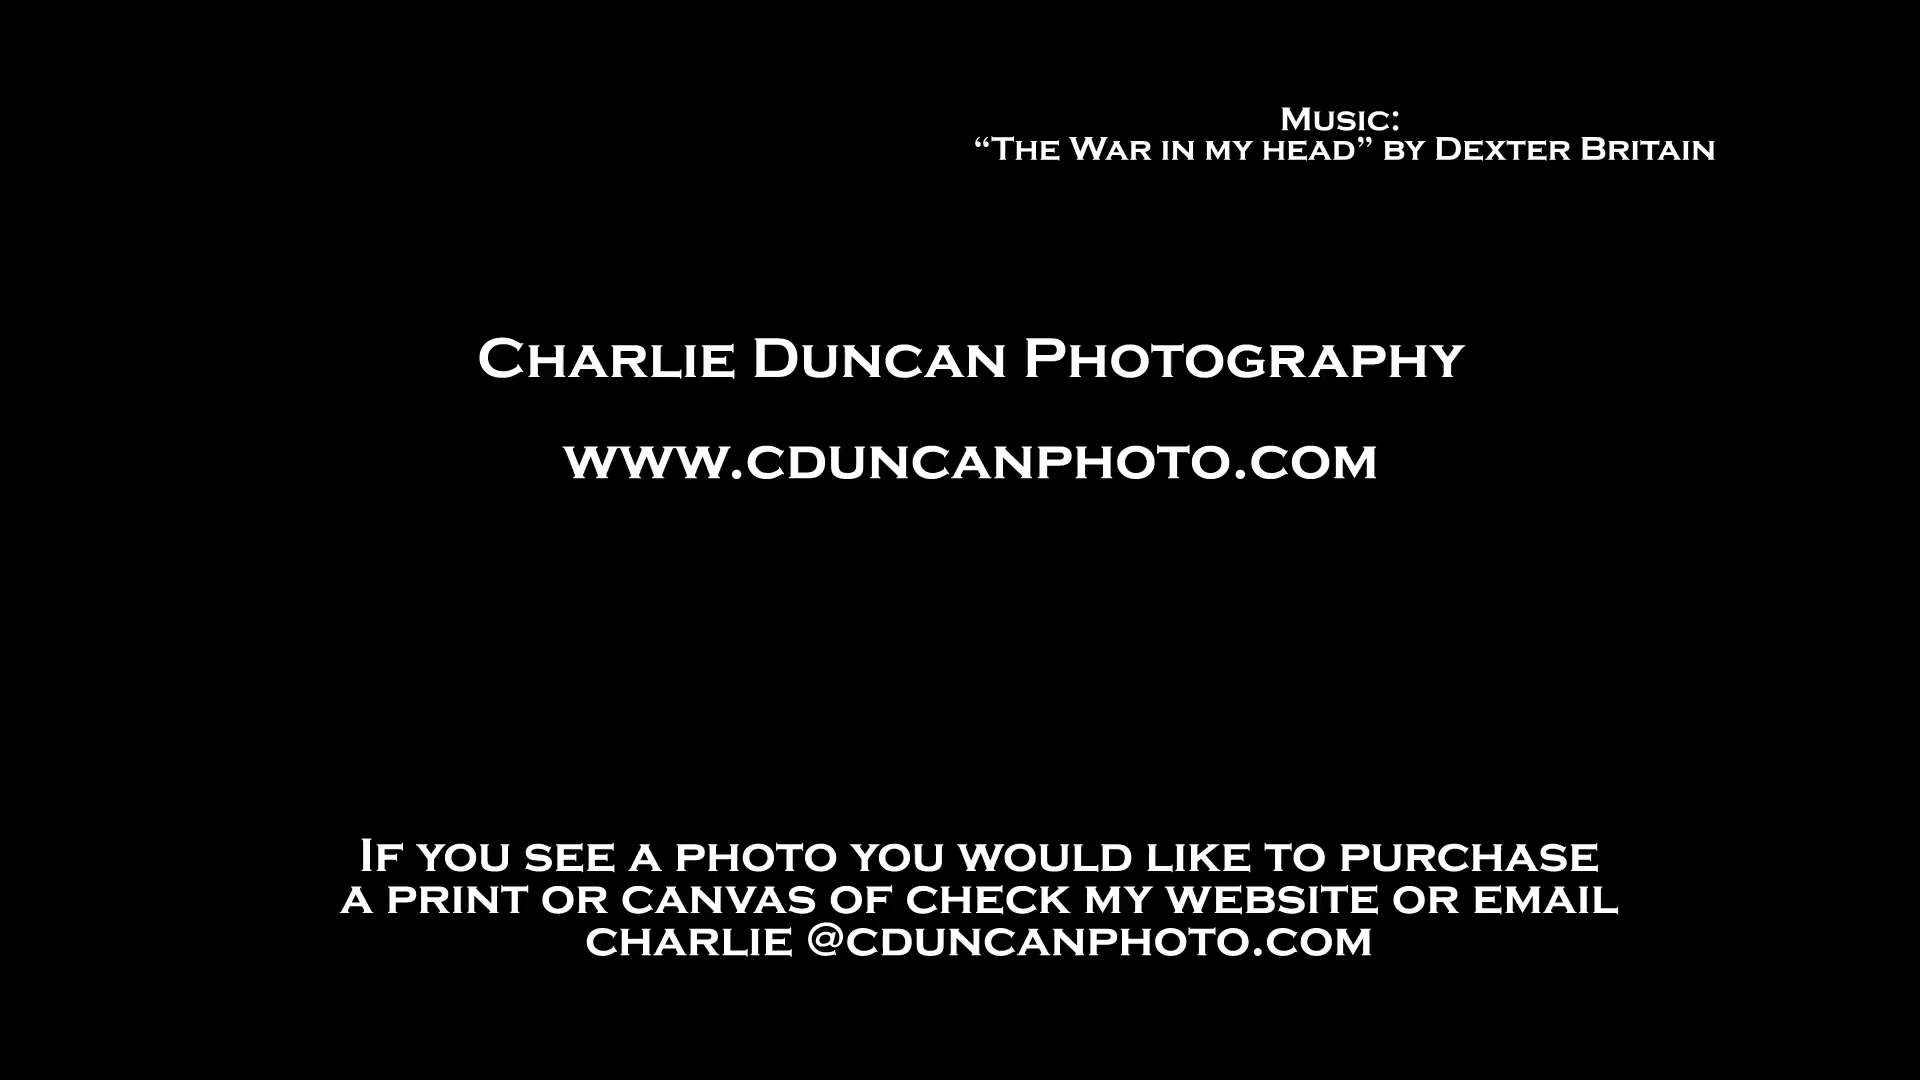 Music:
“The War in my head” by Dexter Britain
Charlie Duncan Photography
www.cduncanphoto.com
If you see a photo you would like to purchase
a print or canvas of check my website or email
charlie @cduncanphoto.com